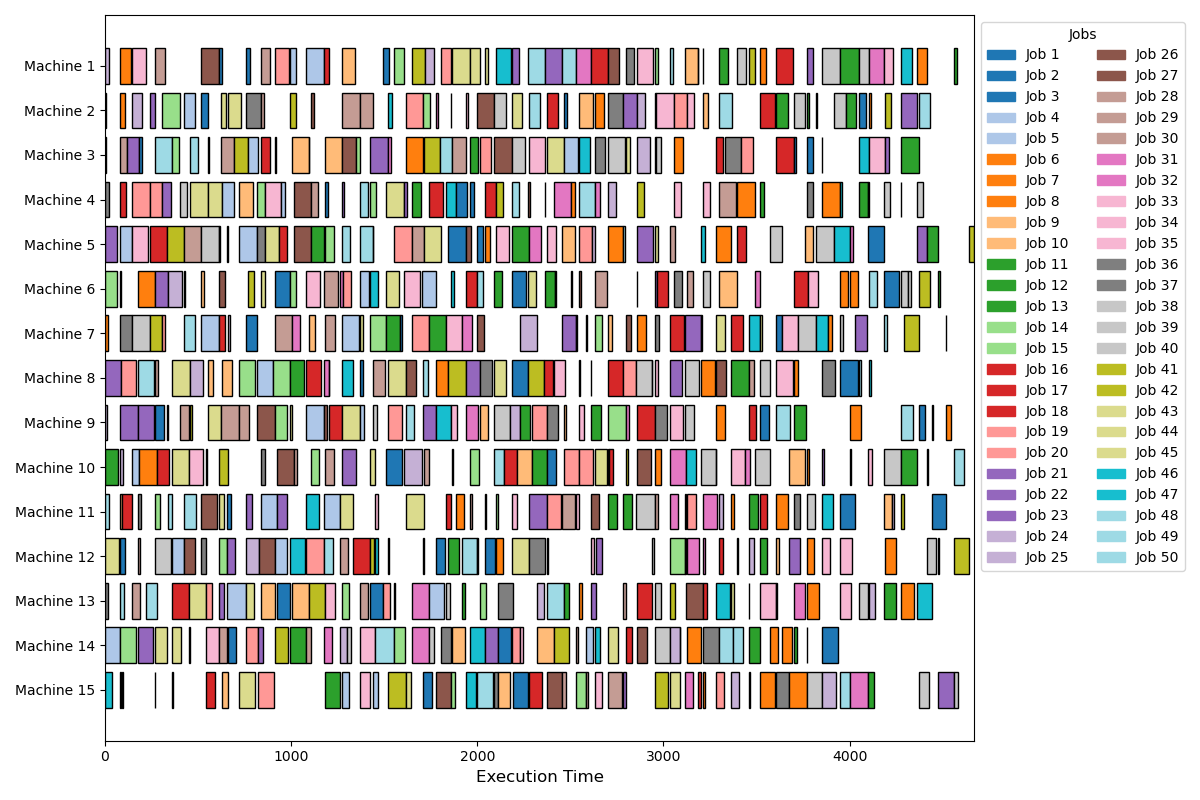 Machine 1
Machine 2
Machine 3
Machine 4
Machine 5
Machine 6
Machine 7
Machine 8
Machine 9
Machine 10
Machine 11
Machine 12
Machine 13
Machine 14
Machine 15
0 1000 2000 3000 4000
Execution Time
Jobs
Job 1
Job 2
Job 3
Job 4
Job 5
Job 6
Job 7
Job 8
Job 9
Job 10
Job 11
Job 12
Job 13
Job 14
Job 15
Job 16
Job 17
Job 18
Job 19
Job 20
Job 21
Job 22
Job 23
Job 24
Job 25
Job 26
Job 27
Job 28
Job 29
Job 30
Job 31
Job 32
Job 33
Job 34
Job 35
Job 36
Job 37
Job 38
Job 39
Job 40
Job 41
Job 42
Job 43
Job 44
Job 45
Job 46
Job 47
Job 48
Job 49
Job 50